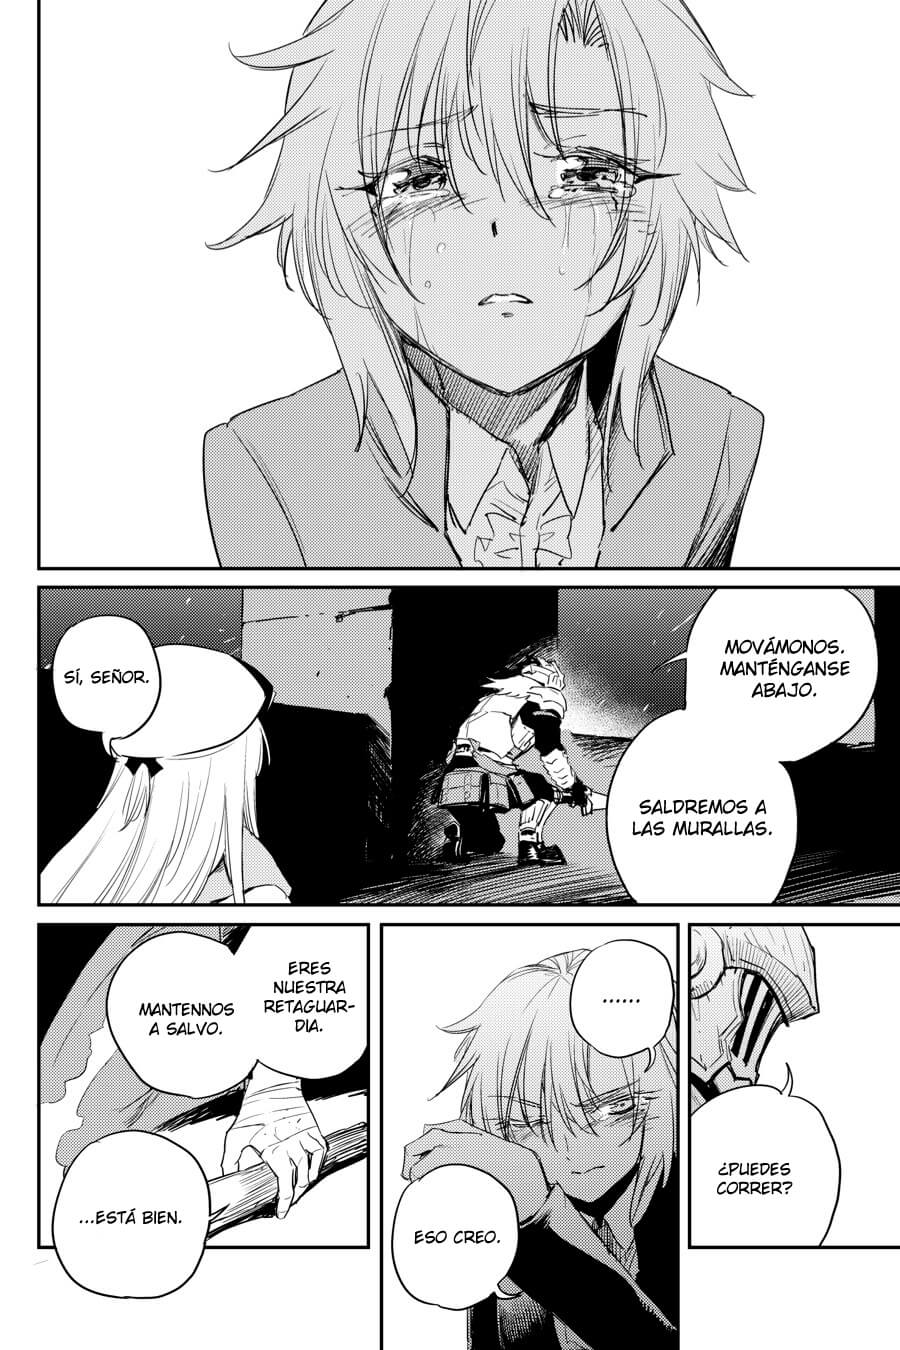 MOVÁMONOS.
MANTÉNGANSE
ABAJO.
SALDREMOS A
LAS MURALLAS.
SÍ, SEÑOR.
¿PUEDES
CORRER?
......
ESO CREO.
ERES
NUESTRA
RETAGUAR-
DIA.
MANTENNOS
A SALVO.
...ESTÁ BIEN.